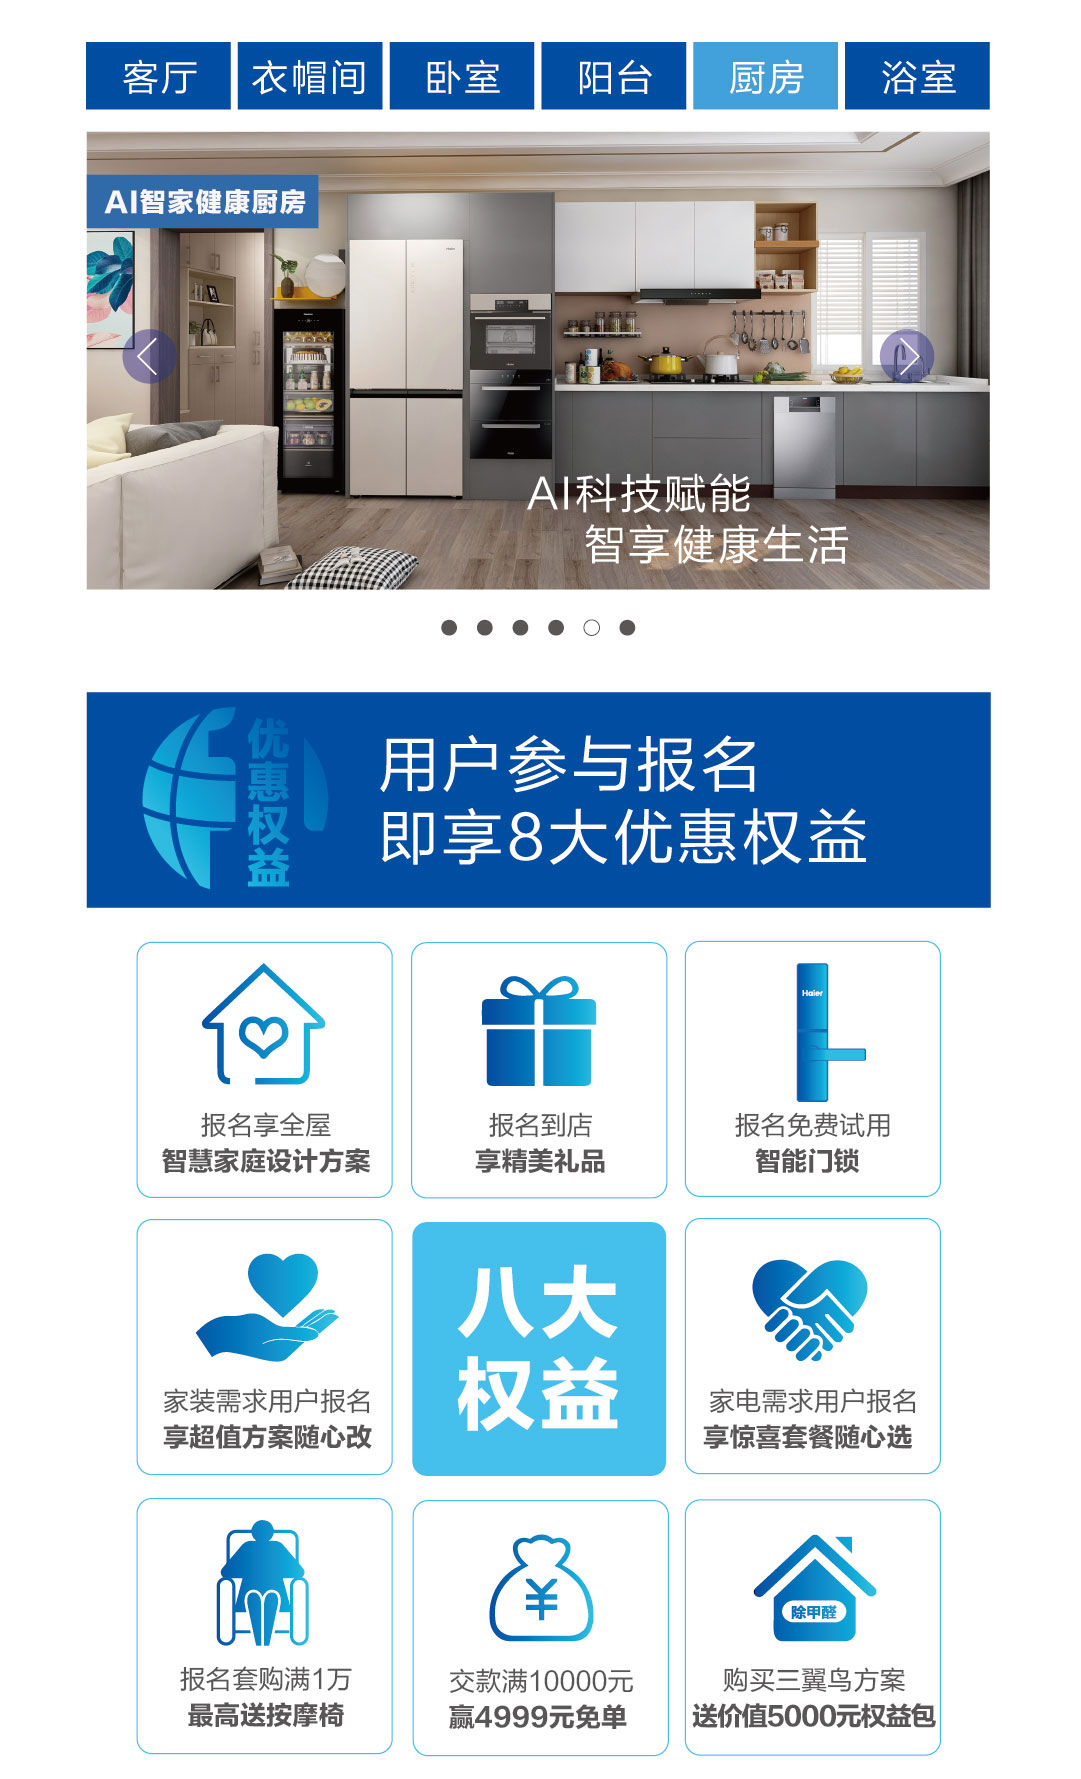 客厅
衣帽间
卧室
阳台
厨房
浴室
AI智家健康厨房
Haier
AI科技赋能
智享健康生活
优惠权益
用户参与报名
即享8大优惠权益
报名享全屋
智慧家庭设计方案
报名到店
享精美礼品
Haier
报名免费试用
智能门锁
家装需求用户报名
享超值方案随心改
八大
权益
家电需求用户报名
享惊喜套餐随心选
报名套购满1万
最高送按摩椅
¥
交款满10000元
赢4999元免单
除甲醛
购买三翼鸟方案
送价值5000元权益包